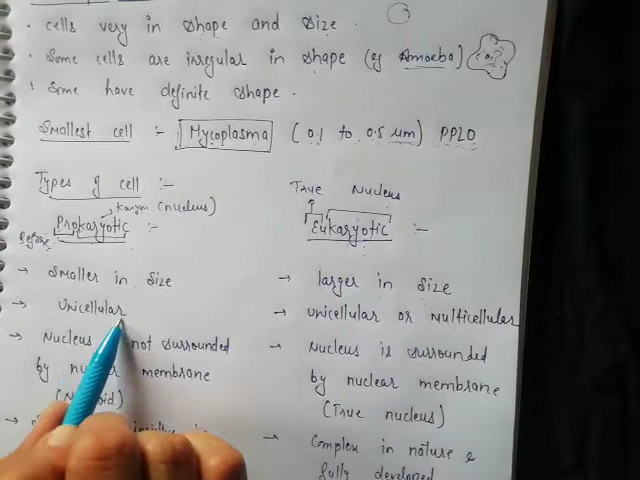 · cells very in shape and size.
· Some cells are irregular in shape (eg Amoeba)
· Some have definite shape.
Smallest cell :- Mycoplasma (0.1 to 0.5 μm) PPLO
Types of cell :-
Karyon (nucleus)
Before
Prokaryotic :-
→ Smaller in size
→ Unicellular
→ Nucleus not surrounded
by membrane
True Nucleus
Eukaryotic :-
→ larger in size
→ Unicellular or Multicellular
→ Nucleus is surrounded
by nuclear membrane
(True nucleus)
→ Complex in nature &
fully developed